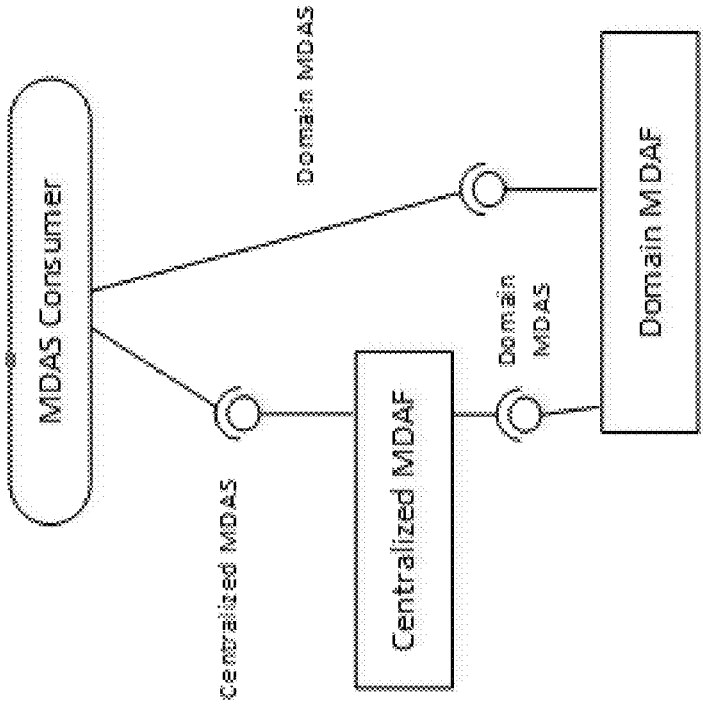 MDAS Consumer
Domain MDAS
Centralized MDAS
Centralized MDAF
Domain
MDAS
Domain MDAF